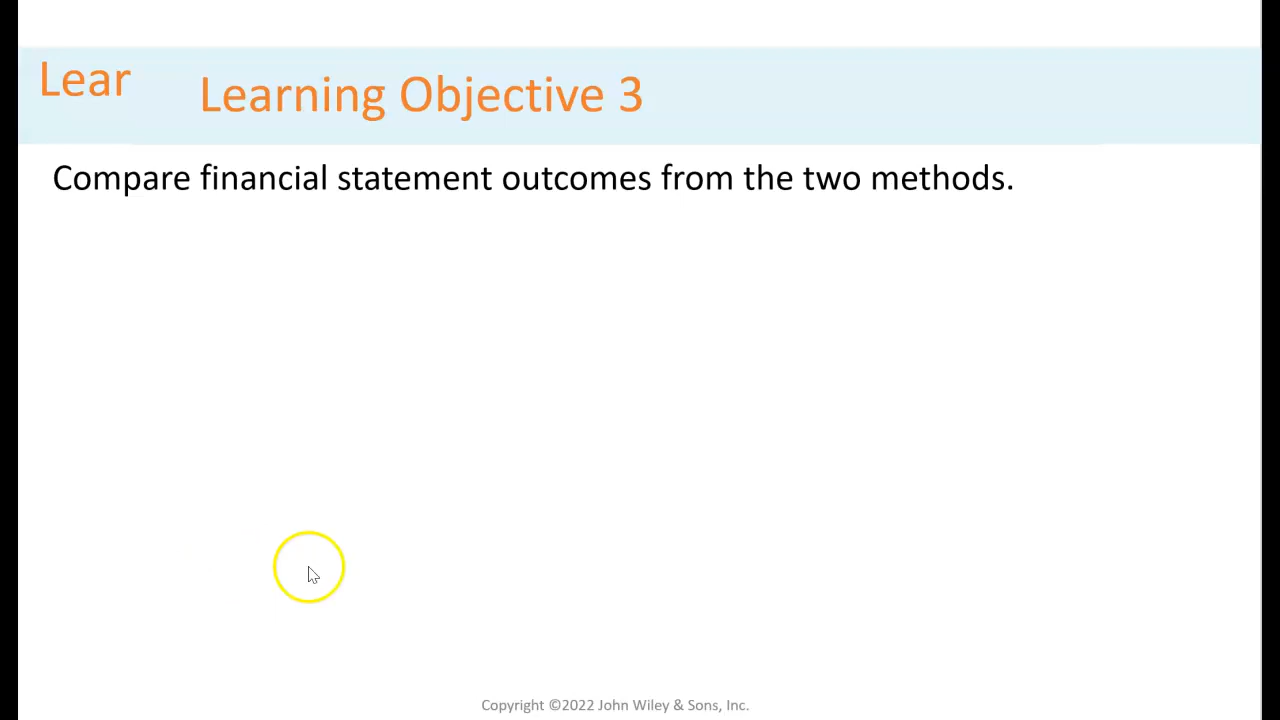 Lear
Learning Objective 3
Compare financial statement outcomes from the two methods.
Copyright ©2022 John Wiley & Sons, Inc.